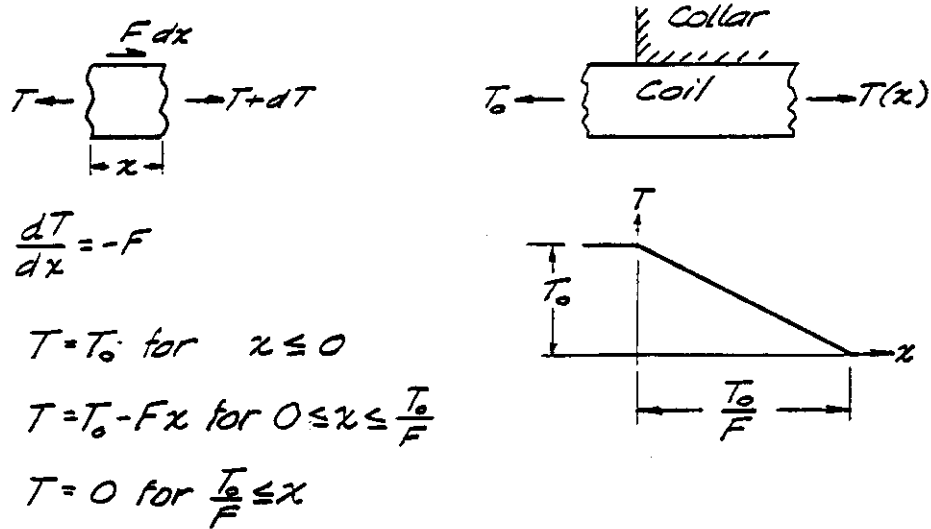 F dx
T
T+dT
x
dT/dx = -F
T = T₀ for x ≤ 0
T = T₀ - Fx for 0 ≤ x ≤ T₀/F
T = 0 for T₀/F ≤ x
Collar
Coil
T₀
T(x)
T
T₀
x
T₀/F